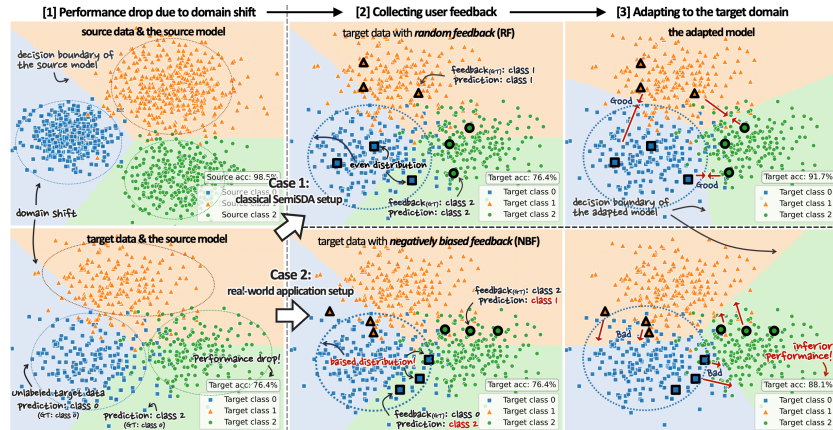 [1] Performance drop due to domain shift
[2] Collecting user feedback
[3] Adapting to the target domain
source data & the source model
decision boundary of
the source model
Source acc: 98.5%
Source class 0
Source class 1
Source class 2
domain shift
target data with random feedback (RF)
feedback(GT): class 1
prediction: class 1
even distribution
feedback(GT): class 2
prediction: class 2
Target acc: 76.4%
Target class 0
Target class 1
Target class 2
Case 1:
classical SemiSDA setup
the adapted model
Good
Good
decision boundary of
the adapted model
Target acc: 91.7%
Target class 0
Target class 1
Target class 2
target data & the source model
Performance drop!
unlabeled target data
prediction: class 0
(GT: class 0)
prediction: class 2
(GT: class 0)
Target acc: 76.4%
Target class 0
Target class 1
Target class 2
Case 2:
real-world application setup
target data with negatively biased feedback (NBF)
feedback(GT): class 2
prediction: class 1
baised distribution!
feedback(GT): class 0
prediction: class 2
Target acc: 76.4%
Target class 0
Target class 1
Target class 2
Bad
Bad
inferior
performance!
Target acc: 88.1%
Target class 0
Target class 1
Target class 2